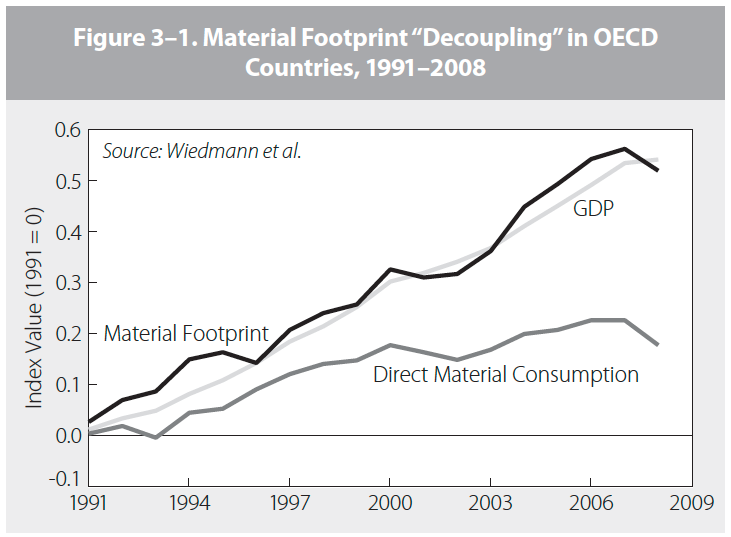 Figure 3–1. Material Footprint “Decoupling” in OECD
Countries, 1991–2008
Source: Wiedmann et al.
Index Value (1991 = 0)
0.6
0.5
0.4
0.3
0.2
0.1
0.0
-0.1
GDP
Material Footprint
Direct Material Consumption
1991 1994 1997 2000 2003 2006 2009